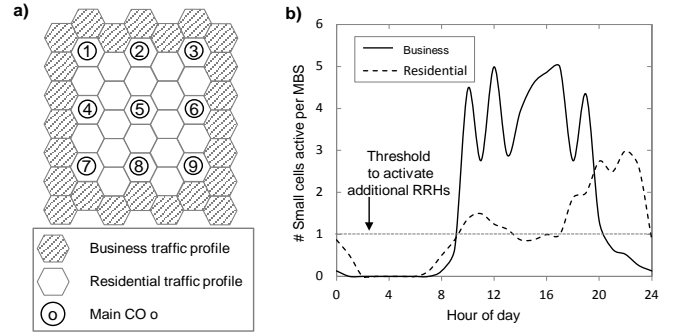 a)
1 2 3
4 5 6
7 8 9
Business traffic profile
Residential traffic profile
o Main CO o
b)
# Small cells active per MBS
6
5
4
3
2
1
0
Business
Residential
Threshold
to activate
additional RRHs
0 4 8 12 16 20 24
Hour of day